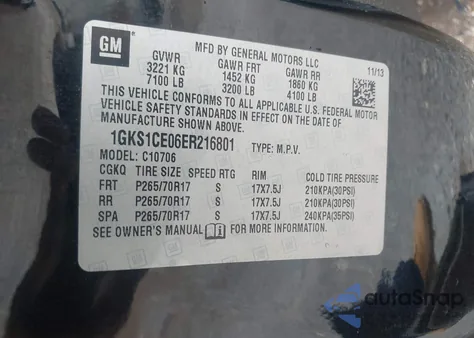 GM
MFD BY GENERAL MOTORS LLC
GVWR GAWR FRT GAWR RR 11/13
3221 KG 1452 KG 1860 KG
7100 LB 3200 LB 4100 LB
THIS VEHICLE CONFORMS TO ALL APPLICABLE U.S. FEDERAL MOTOR
VEHICLE SAFETY STANDARDS IN EFFECT ON THE DATE OF
MANUFACTURE SHOWN ABOVE.
1GKS1CE06ER216801 TYPE: M.P.V.
MODEL: C10706
CGKQ TIRE SIZE SPEED RTG RIM COLD TIRE PRESSURE
FRT P265/70R17 S 17X7.5J 210KPA(30PSI)
RR P265/70R17 S 17X7.5J 210KPA(30PSI)
SPA P265/70R17 S 17X7.5J 240KPA(35PSI)
SEE OWNER'S MANUAL FOR MORE INFORMATION
autoSnap